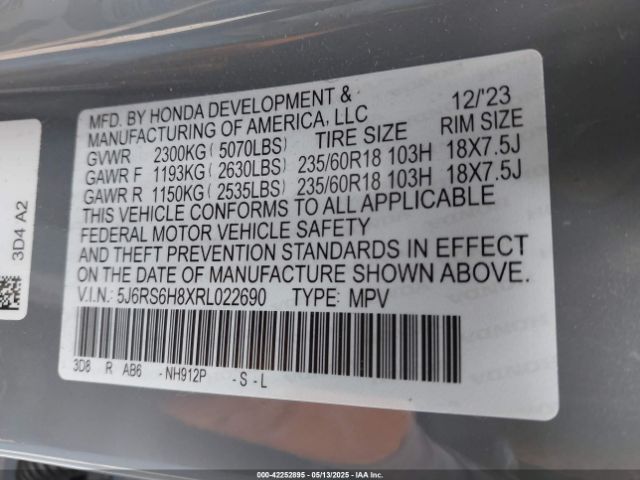 MFD. BY HONDA DEVELOPMENT & 12/'23
MANUFACTURING OF AMERICA, LLC
TIRE SIZE RIM SIZE
GVWR 2300KG ( 5070LBS)
GAWR F 1193KG ( 2630LBS) 235/60R18 103H 18X7.5J
GAWR R 1150KG ( 2535LBS) 235/60R18 103H 18X7.5J
THIS VEHICLE CONFORMS TO ALL APPLICABLE
FEDERAL MOTOR VEHICLE SAFETY
AND THEFT PREVENTION STANDARDS IN EFFECT
ON THE DATE OF MANUFACTURE SHOWN ABOVE.
V.I.N.: 5J6RS6H8XRL022690 TYPE: MPV
3D8 R AB6 -NH912P -S-L
3D4 A2
000-42252895 - 05/13/2025 - IAAI.COM